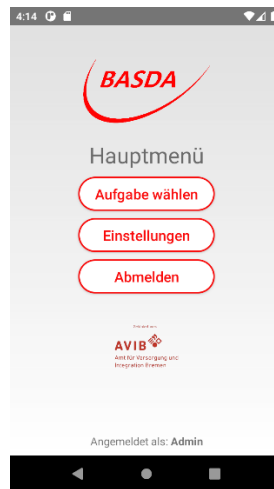 4:14
BASDA
Hauptmenü
Aufgabe wählen
Einstellungen
Abmelden
AVIB
Amt für Versorgung und
Integration Bremen
Angemeldet als: Admin